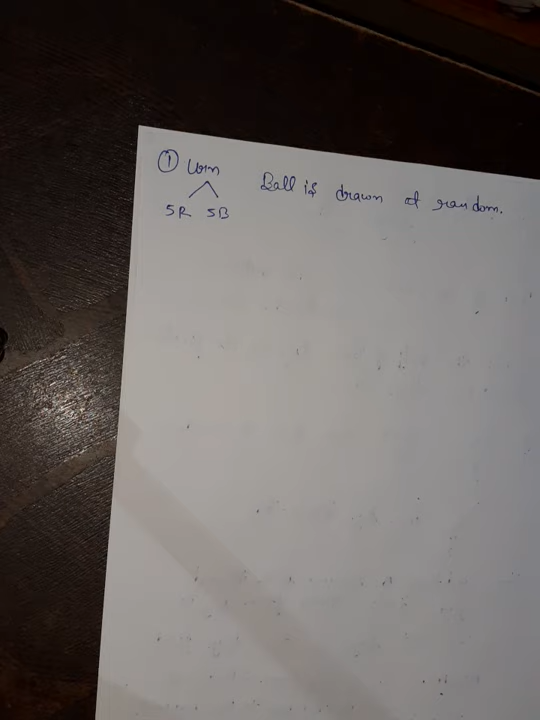 ① Urn Ball is drawn at random.
5R 5B